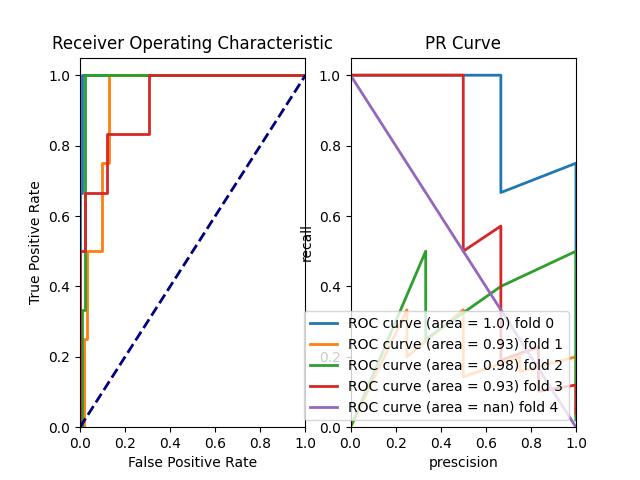 Receiver Operating Characteristic
PR Curve
1.0
0.8
0.6
0.4
0.2
0.0
True Positive Rate
0.0 0.2 0.4 0.6 0.8 1.0
False Positive Rate
1.0
0.8
0.6
0.4
0.2
0.0
recall
0.0 0.2 0.4 0.6 0.8 1.0
prescision
ROC curve (area = 1.0) fold 0
ROC curve (area = 0.93) fold 1
ROC curve (area = 0.98) fold 2
ROC curve (area = 0.93) fold 3
ROC curve (area = nan) fold 4